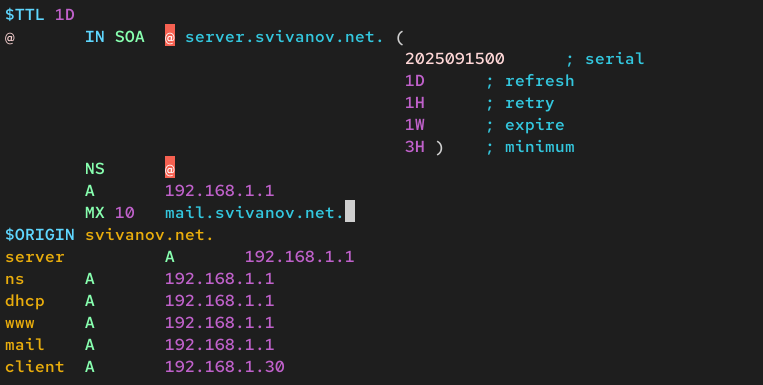 $TTL 1D
@ IN SOA @ server.svivanov.net. (
2025091500 ; serial
1D ; refresh
1H ; retry
1W ; expire
3H ) ; minimum
NS @
A 192.168.1.1
MX 10 mail.svivanov.net.
$ORIGIN svivanov.net.
server A 192.168.1.1
ns A 192.168.1.1
dhcp A 192.168.1.1
www A 192.168.1.1
mail A 192.168.1.1
client A 192.168.1.30